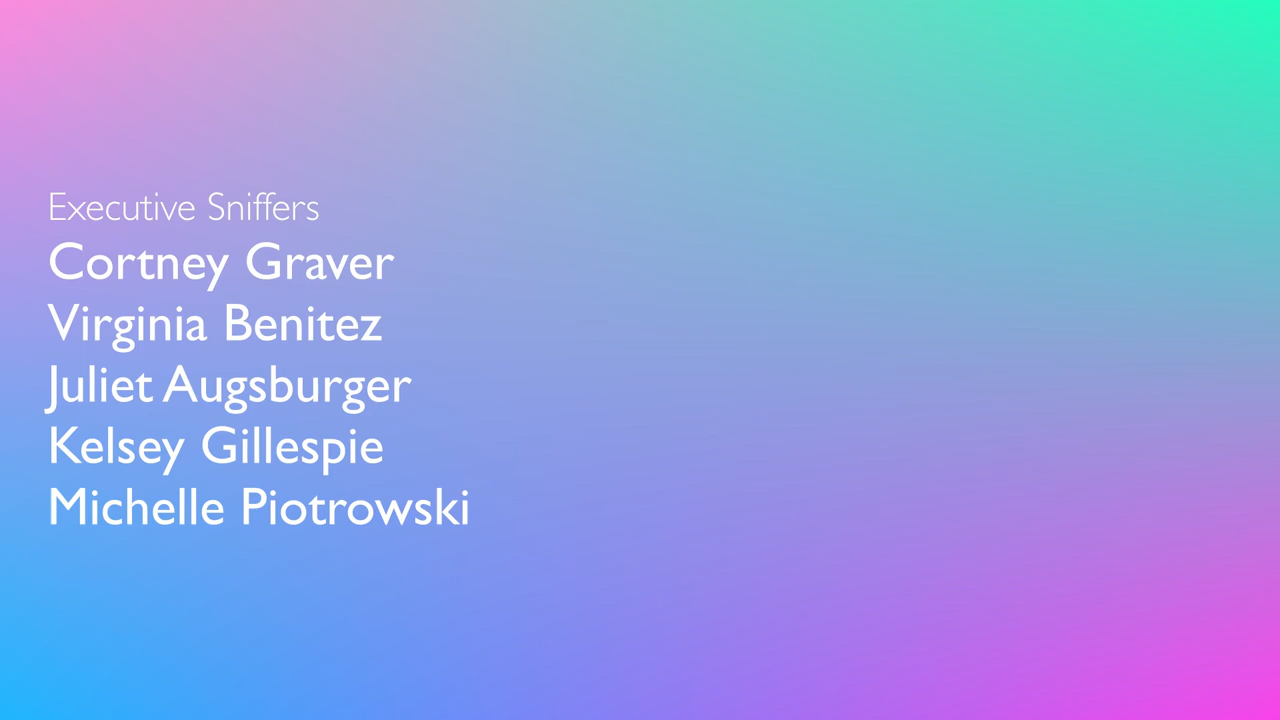 Executive Sniffers
Cortney Graver
Virginia Benitez
Juliet Augsburger
Kelsey Gillespie
Michelle Piotrowski